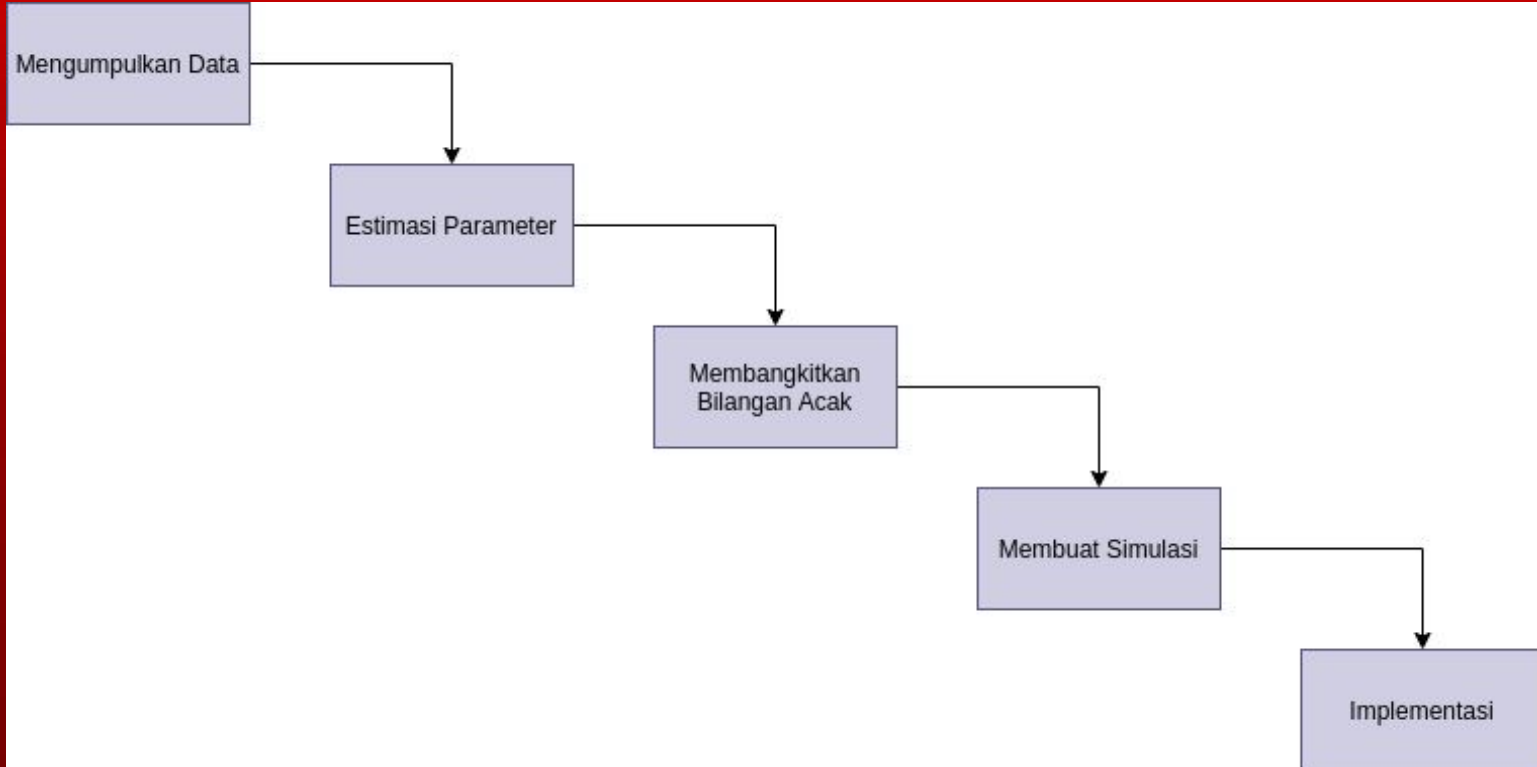 Mengumpulkan Data
Estimasi Parameter
Membangkitkan
Bilangan Acak
Membuat Simulasi
Implementasi